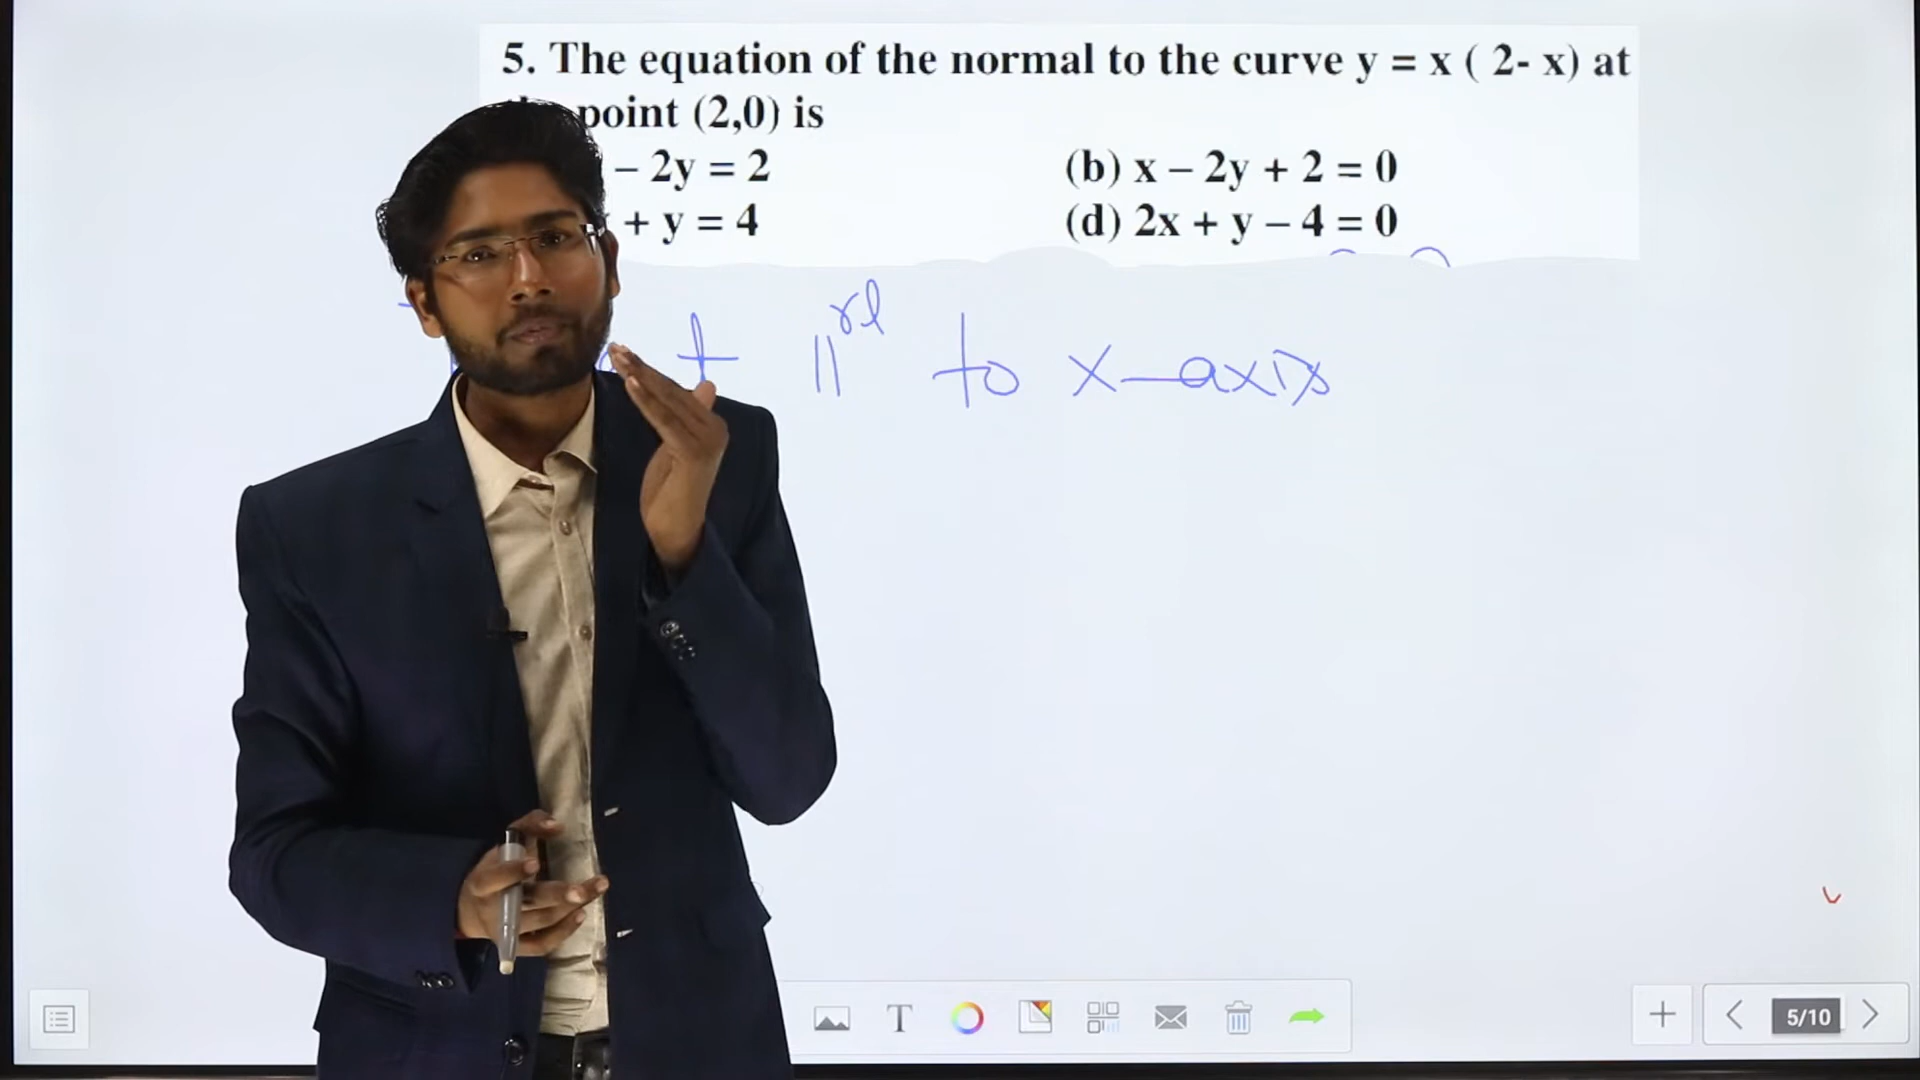 5. The equation of the normal to the curve y = x ( 2- x) at
point (2,0) is
– 2y = 2 (b) x – 2y + 2 = 0
+ y = 4 (d) 2x + y – 4 = 0
||rl to x-axis
T
5/10